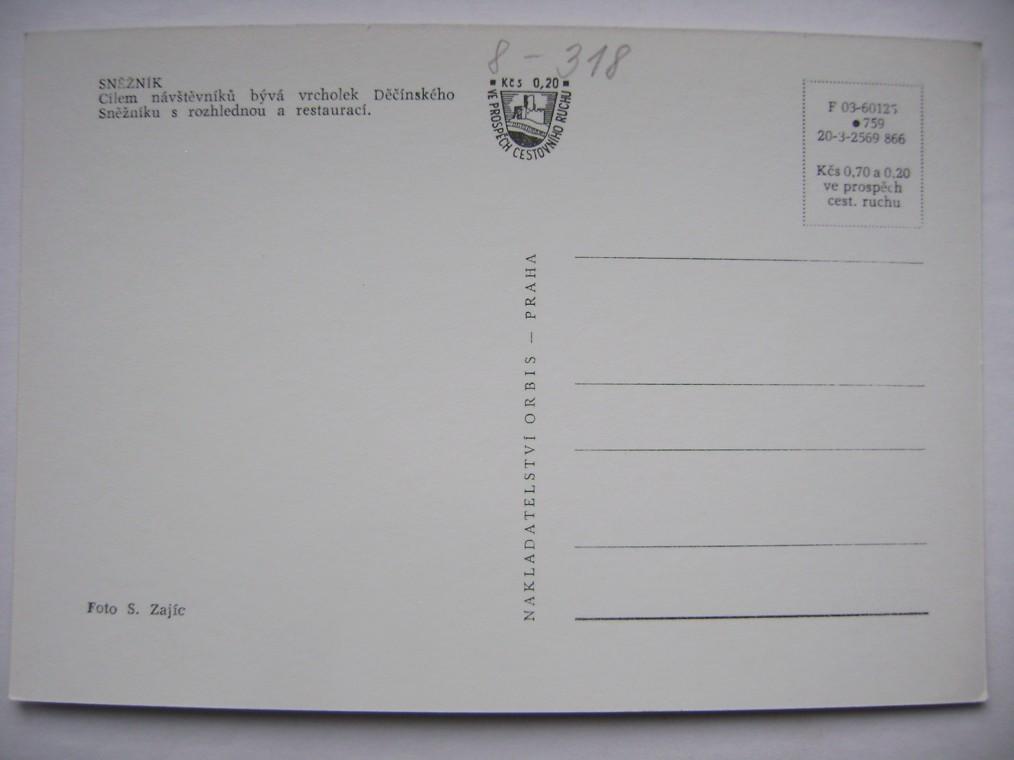 8 - 318
SNĚŽNÍK
Cílem návštěvníků bývá vrcholek Děčínského
Sněžníku s rozhlednou a restaurací.
Kčs 0,20
VE PROSPĚCH CESTOVNÍHO RUCHU
F 03-60125
● 759
20-3-2569 866
Kčs 0,70 a 0,20
ve prospěch
cest. ruchu
NAKLADATELSTVÍ ORBIS — PRAHA
Foto S. Zajíc